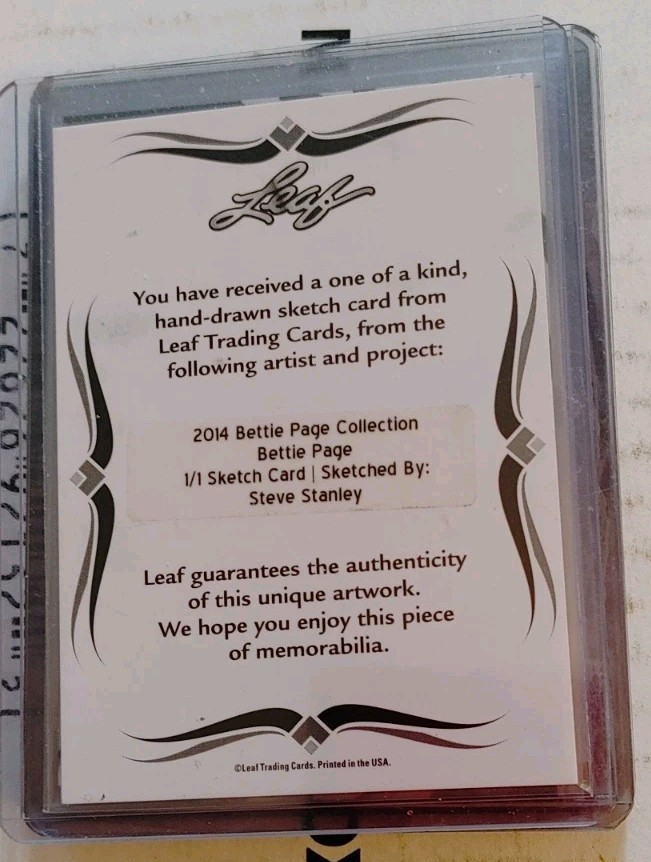 Leaf
You have received a one of a kind,
hand-drawn sketch card from
Leaf Trading Cards, from the
following artist and project:
2014 Bettie Page Collection
Bettie Page
1/1 Sketch Card | Sketched By:
Steve Stanley
Leaf guarantees the authenticity
of this unique artwork.
We hope you enjoy this piece
of memorabilia.
©Leaf Trading Cards. Printed in the USA.